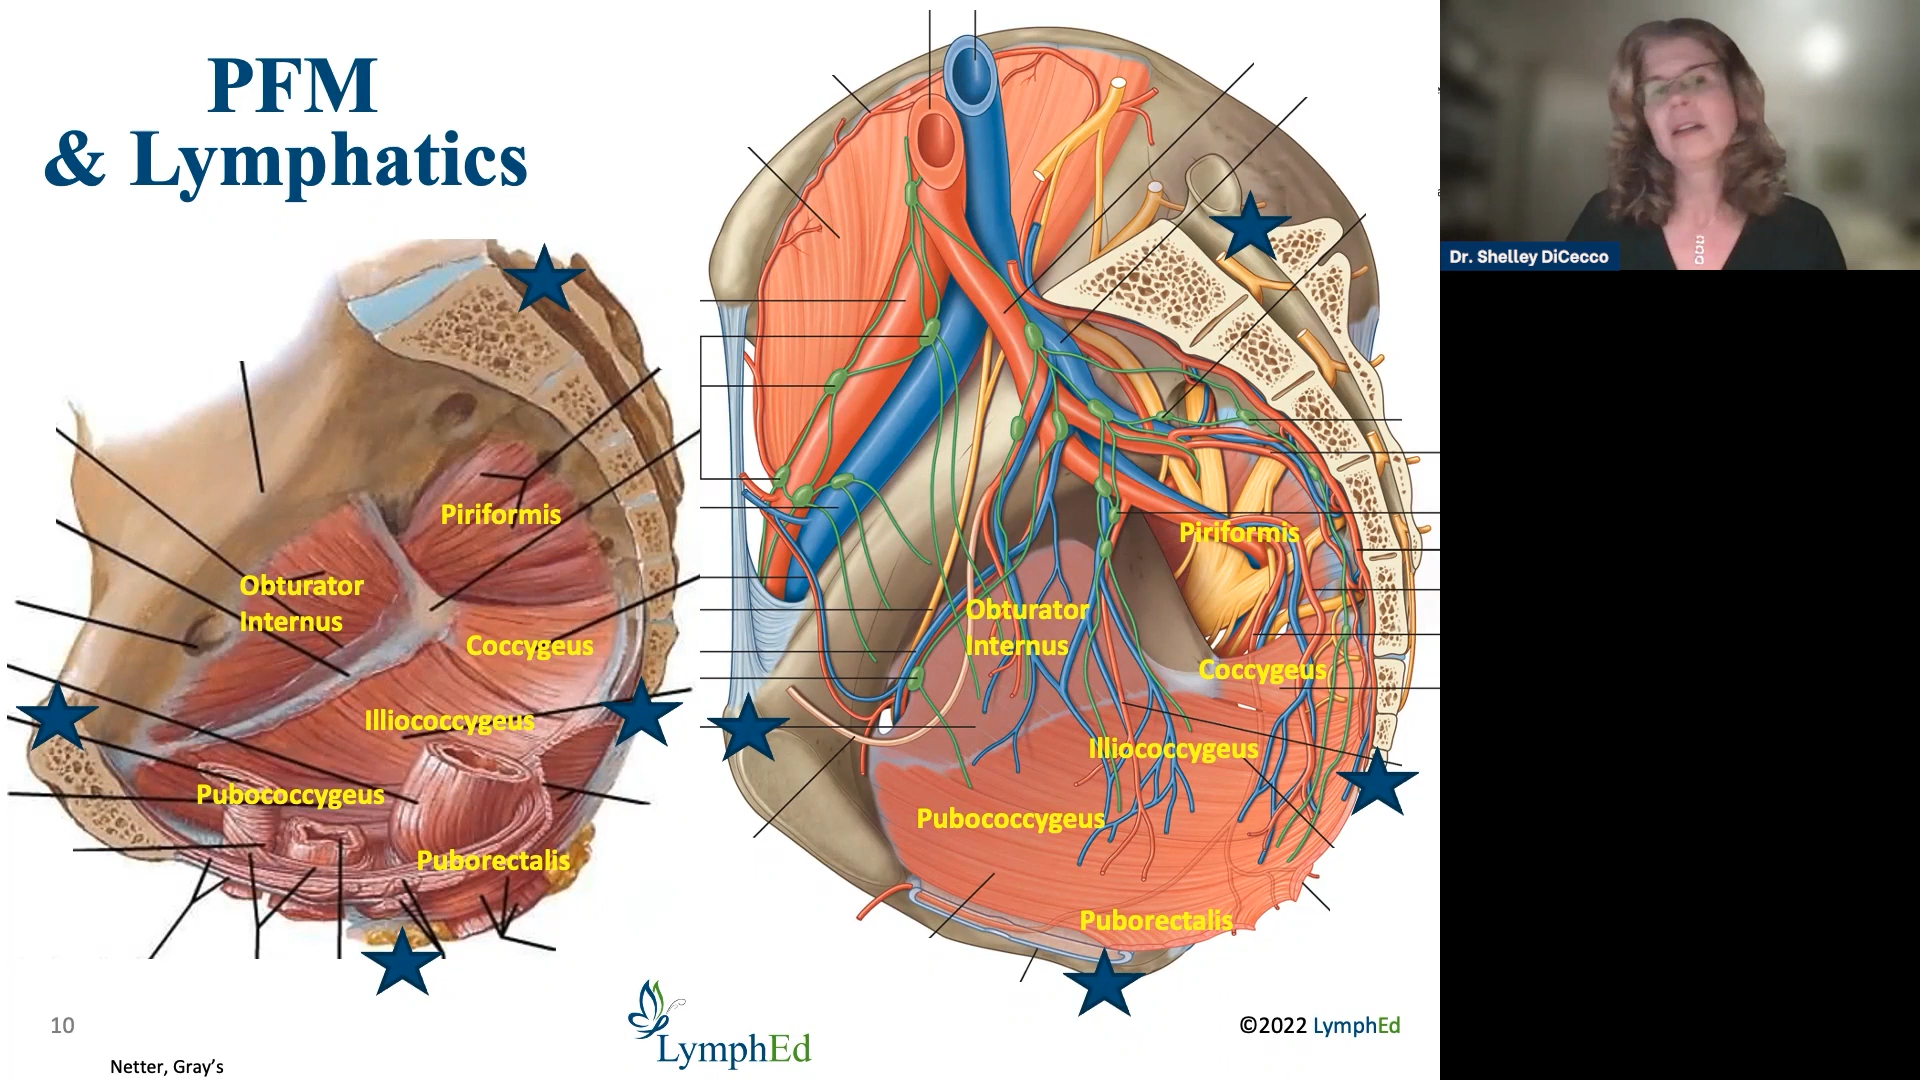 PFM
& Lymphatics
Piriformis
Obturator
Internus
Coccygeus
Illiococcygeus
Pubococcygeus
Puborectalis
Piriformis
Obturator
Internus
Coccygeus
Illiococcygeus
Pubococcygeus
Puborectalis
10
Netter, Gray's
LymphEd
©2022 LymphEd
Dr. Shelley DiCecco